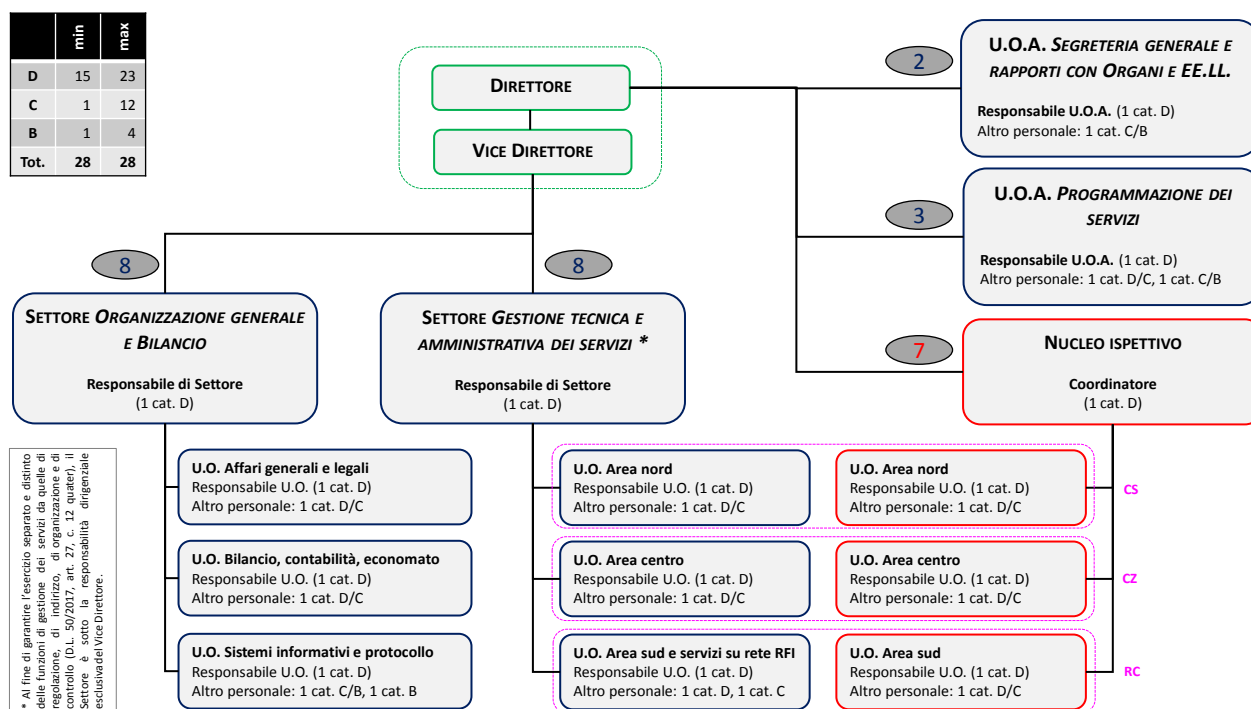 min max
D 15 23
C 1 12
B 1 4
Tot. 28 28
DIRETTORE
VICE DIRETTORE
2
U.O.A. SEGRETERIA GENERALE E
RAPPORTI CON ORGANI E EE.LL.
Responsabile U.O.A. (1 cat. D)
Altro personale: 1 cat. C/B
3
U.O.A. PROGRAMMAZIONE DEI
SERVIZI
Responsabile U.O.A. (1 cat. D)
Altro personale: 1 cat. D/C, 1 cat. C/B
8
SETTORE ORGANIZZAZIONE GENERALE
E BILANCIO
Responsabile di Settore
(1 cat. D)
8
SETTORE GESTIONE TECNICA E
AMMINISTRATIVA DEI SERVIZI *
Responsabile di Settore
(1 cat. D)
7
NUCLEO ISPETTIVO
Coordinatore
(1 cat. D)
U.O. Affari generali e legali
Responsabile U.O. (1 cat. D)
Altro personale: 1 cat. D/C
U.O. Bilancio, contabilità, economato
Responsabile U.O. (1 cat. D)
Altro personale: 1 cat. D/C
U.O. Sistemi informativi e protocollo
Responsabile U.O. (1 cat. D)
Altro personale: 1 cat. C/B, 1 cat. B
U.O. Area nord
Responsabile U.O. (1 cat. D)
Altro personale: 1 cat. D/C
U.O. Area nord
Responsabile U.O. (1 cat. D)
Altro personale: 1 cat. D/C
CS
U.O. Area centro
Responsabile U.O. (1 cat. D)
Altro personale: 1 cat. D/C
U.O. Area centro
Responsabile U.O. (1 cat. D)
Altro personale: 1 cat. D/C
CZ
U.O. Area sud e servizi su rete RFI
Responsabile U.O. (1 cat. D)
Altro personale: 1 cat. D, 1 cat. C
U.O. Area sud
Responsabile U.O. (1 cat. D)
Altro personale: 1 cat. D/C
RC
* Al fine di garantire l'esercizio separato e distinto
delle funzioni di gestione dei servizi da quelle di
regolazione, di indirizzo, di organizzazione e di
controllo (D.L. 50/2017, art. 27, c. 12 quater), il
Settore è sotto la responsabilità dirigenziale
esclusiva del Vice Direttore.